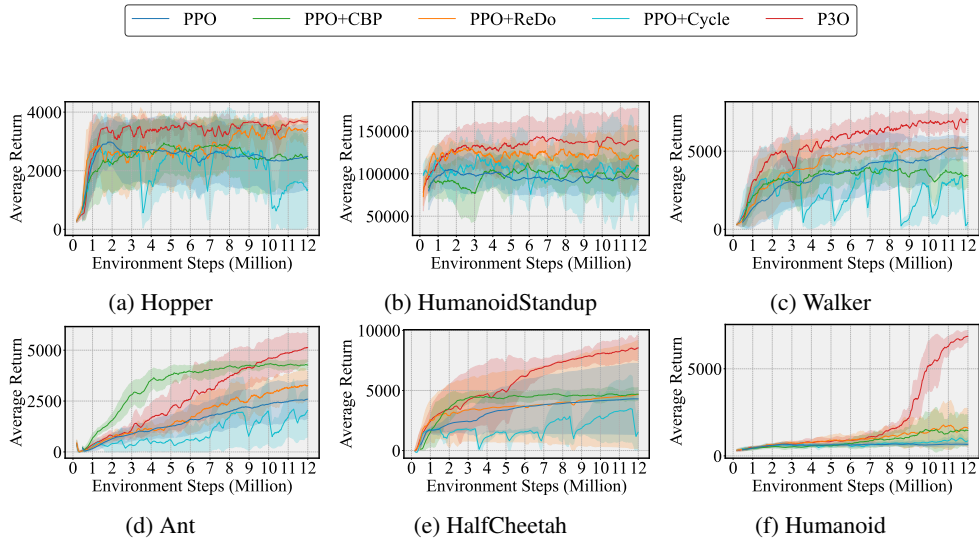 PPO PPO+CBP PPO+ReDo PPO+Cycle P3O
Average Return
4000
2000
0
0 1 2 3 4 5 6 7 8 9 10 11 12
Environment Steps (Million)
(a) Hopper
Average Return
150000
100000
50000
0 1 2 3 4 5 6 7 8 9 10 11 12
Environment Steps (Million)
(b) HumanoidStandup
Average Return
5000
0
0 1 2 3 4 5 6 7 8 9 10 11 12
Environment Steps (Million)
(c) Walker
Average Return
5000
2500
0
0 1 2 3 4 5 6 7 8 9 10 11 12
Environment Steps (Million)
(d) Ant
Average Return
10000
5000
0
0 1 2 3 4 5 6 7 8 9 10 11 12
Environment Steps (Million)
(e) HalfCheetah
Average Return
5000
0
0 1 2 3 4 5 6 7 8 9 10 11 12
Environment Steps (Million)
(f) Humanoid